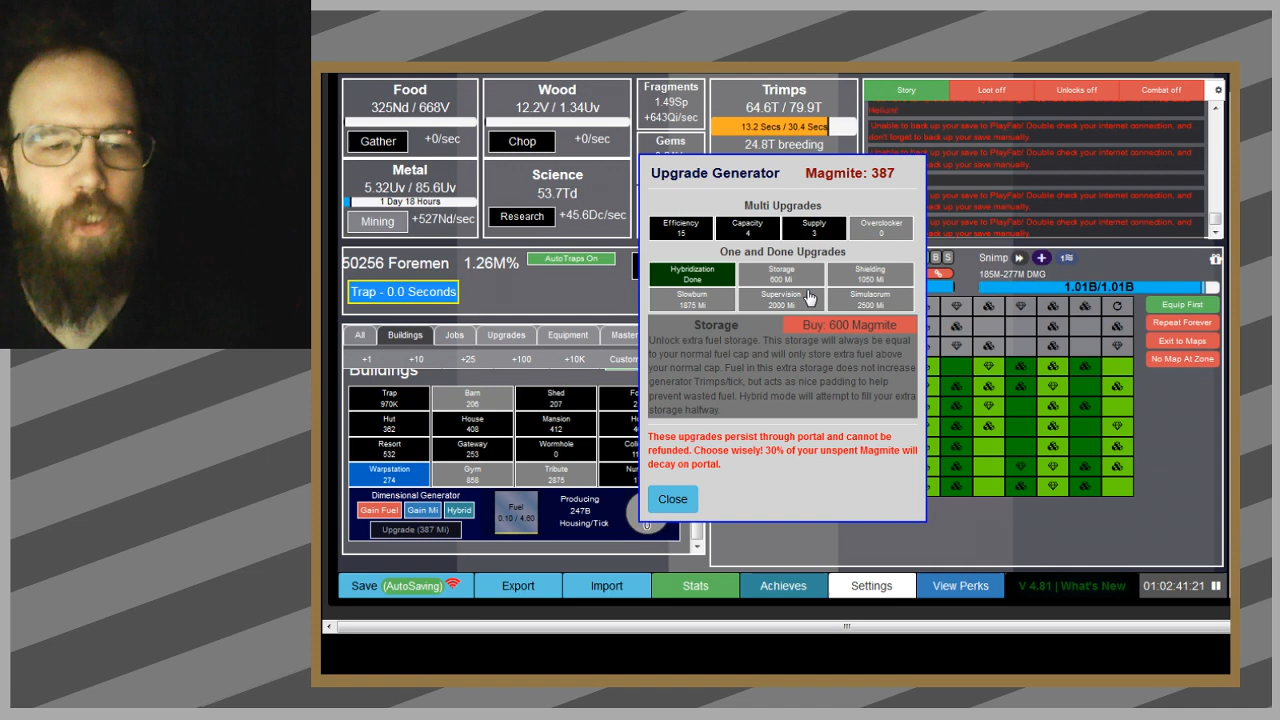 Food
325Nd / 668V
Gather
+0/sec
Wood
12.2V / 1.34Uv
Chop
+0/sec
Fragments
1.49Sp
+643Qi/sec
Gems
Trimps
64.6T / 79.9T
13.2 Secs / 30.4 Secs
24.8T breeding
Story
Loot off
Unlocks off
Combat off
Helium!
Unable to back up your save to PlayFab! Double check your internet connection, and
don't forget to back up your save manually.
Metal
5.32Uv / 85.6Uv
1 Day 18 Hours
Mining
+527Nd/sec
Science
53.7Td
Research
+45.6Dc/sec
50256 Foremen
1.26M%
AutoTraps On
Trap - 0.0 Seconds
All
Buildings
Jobs
Upgrades
Equipment
+1
+10
+25
+100
+10K
Buildings
Trap
970K
Barn
206
Shed
207
Hut
362
House
408
Mansion
412
Resort
532
Gateway
253
Wormhole
0
Warpstation
274
Gym
858
Tribute
2875
Dimensional Generator
Gain Fuel
Gain Mi
Hybrid
Upgrade (387 Mi)
Fuel
0.10 / 4.60
Producing
247B
Housing/Tick
Upgrade Generator
Magmite: 387
Multi Upgrades
Efficiency
15
Capacity
4
Supply
3
Overclocker
0
One and Done Upgrades
Hybridization
Done
Storage
600 Mi
Shielding
1050 Mi
Slowburn
1875 Mi
Supervision
2000 Mi
Simulacrum
2500 Mi
Storage
Buy: 600 Magmite
Unlock extra fuel storage. This storage will always be equal
to your normal fuel cap and will only store extra fuel above
your normal cap. Fuel in this extra storage does not increase
generator Trimps/tick, but acts as nice padding to help
prevent wasted fuel. Hybrid mode will attempt to fill your extra
storage halfway.
These upgrades persist through portal and cannot be
refunded. Choose wisely! 30% of your unspent Magmite will
decay on portal.
Close
B
S
Snimp
185M-277M DMG
1.01B/1.01B
Equip First
Repeat Forever
Exit to Maps
No Map At Zone
Save
(AutoSaving)
Export
Import
Stats
Achieves
Settings
View Perks
V 4.81 | What's New
01:02:41:21